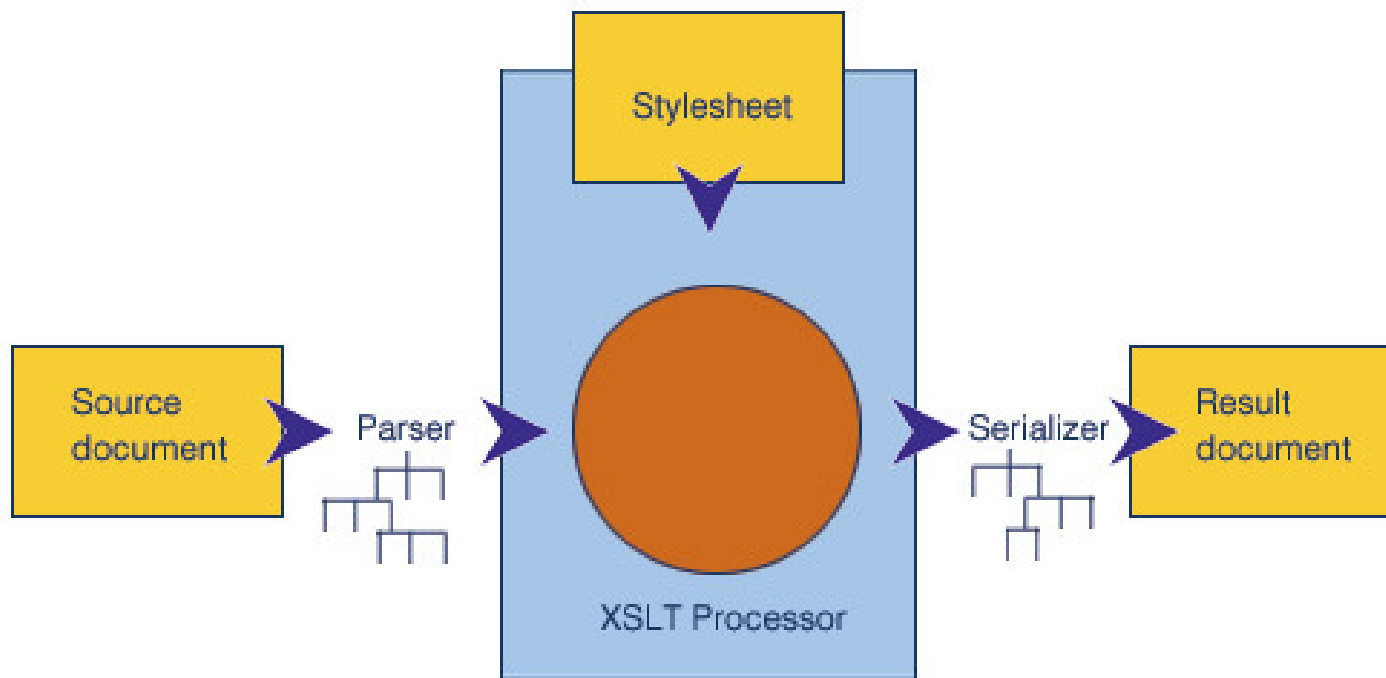 Stylesheet
Source
document
Parser
Serializer
Result
document
XSLT Processor